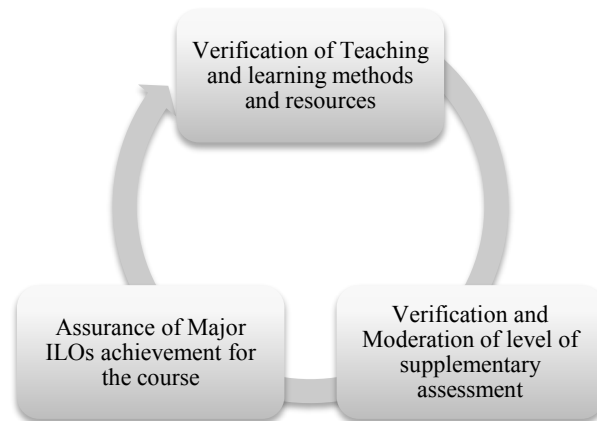 Verification of Teaching
and learning methods
and resources
Assurance of Major
ILOs achievement for
the course
Verification and
Moderation of level of
supplementary
assessment